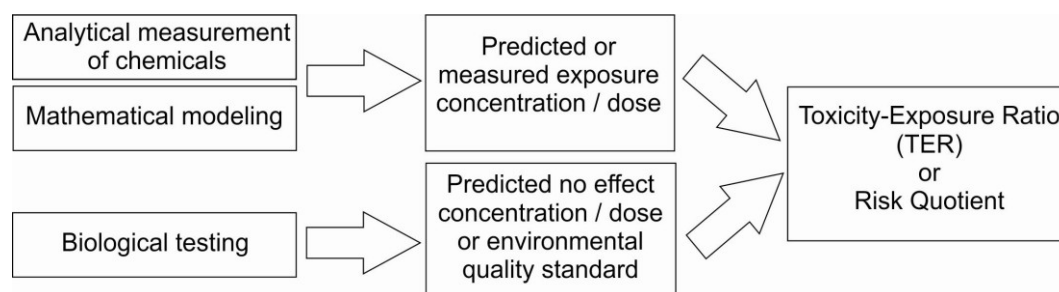 Analytical measurement
of chemicals
Mathematical modeling
Predicted or
measured exposure
concentration / dose
Biological testing
Predicted no effect
concentration / dose
or environmental
quality standard
Toxicity-Exposure Ratio
(TER)
or
Risk Quotient